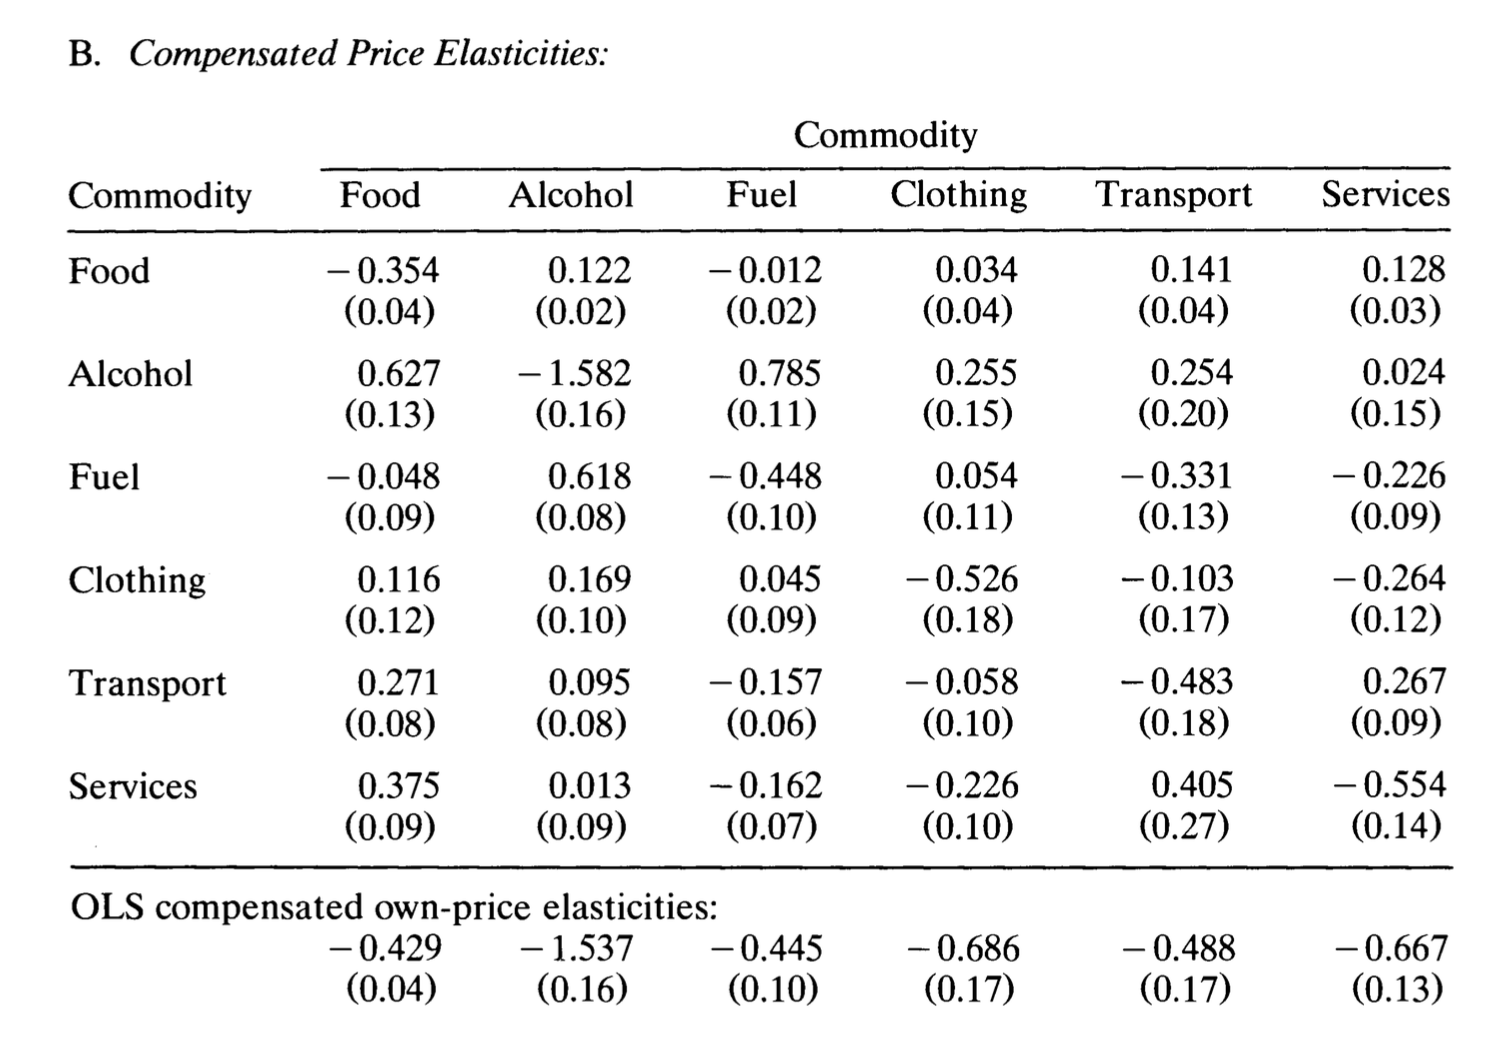 B. Compensated Price Elasticities:
Commodity
Commodity Food Alcohol Fuel Clothing Transport Services
Food −0.354 0.122 −0.012 0.034 0.141 0.128
(0.04) (0.02) (0.02) (0.04) (0.04) (0.03)
Alcohol 0.627 −1.582 0.785 0.255 0.254 0.024
(0.13) (0.16) (0.11) (0.15) (0.20) (0.15)
Fuel −0.048 0.618 −0.448 0.054 −0.331 −0.226
(0.09) (0.08) (0.10) (0.11) (0.13) (0.09)
Clothing 0.116 0.169 0.045 −0.526 −0.103 −0.264
(0.12) (0.10) (0.09) (0.18) (0.17) (0.12)
Transport 0.271 0.095 −0.157 −0.058 −0.483 0.267
(0.08) (0.08) (0.06) (0.10) (0.18) (0.09)
Services 0.375 0.013 −0.162 −0.226 0.405 −0.554
(0.09) (0.09) (0.07) (0.10) (0.27) (0.14)
OLS compensated own-price elasticities:
−0.429 −1.537 −0.445 −0.686 −0.488 −0.667
(0.04) (0.16) (0.10) (0.17) (0.17) (0.13)